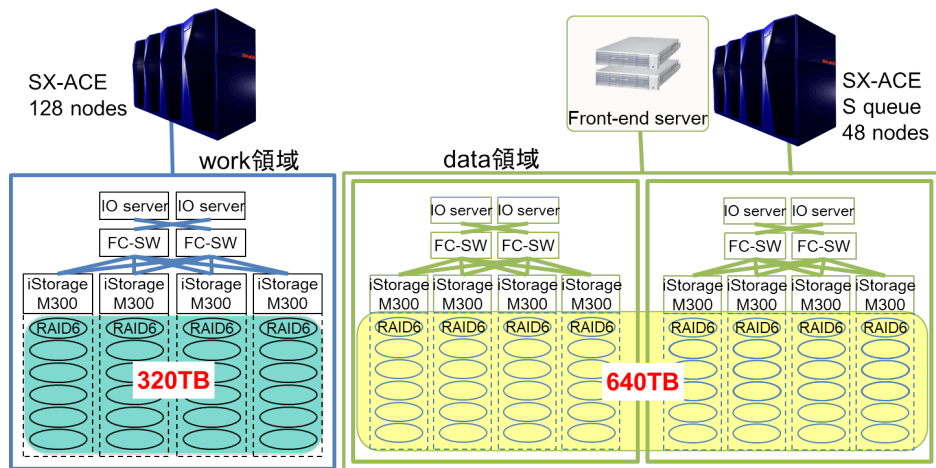 SX-ACE
128 nodes
Front-end server
SX-ACE
S queue
48 nodes
work領域
data領域
IO server IO server
FC-SW FC-SW
iStorage M300
iStorage M300
iStorage M300
iStorage M300
RAID6 RAID6 RAID6 RAID6
320TB
IO server IO server
FC-SW FC-SW
iStorage M300
iStorage M300
iStorage M300
iStorage M300
RAID6 RAID6 RAID6 RAID6
IO server IO server
FC-SW FC-SW
iStorage M300
iStorage M300
iStorage M300
iStorage M300
RAID6 RAID6 RAID6 RAID6
640TB